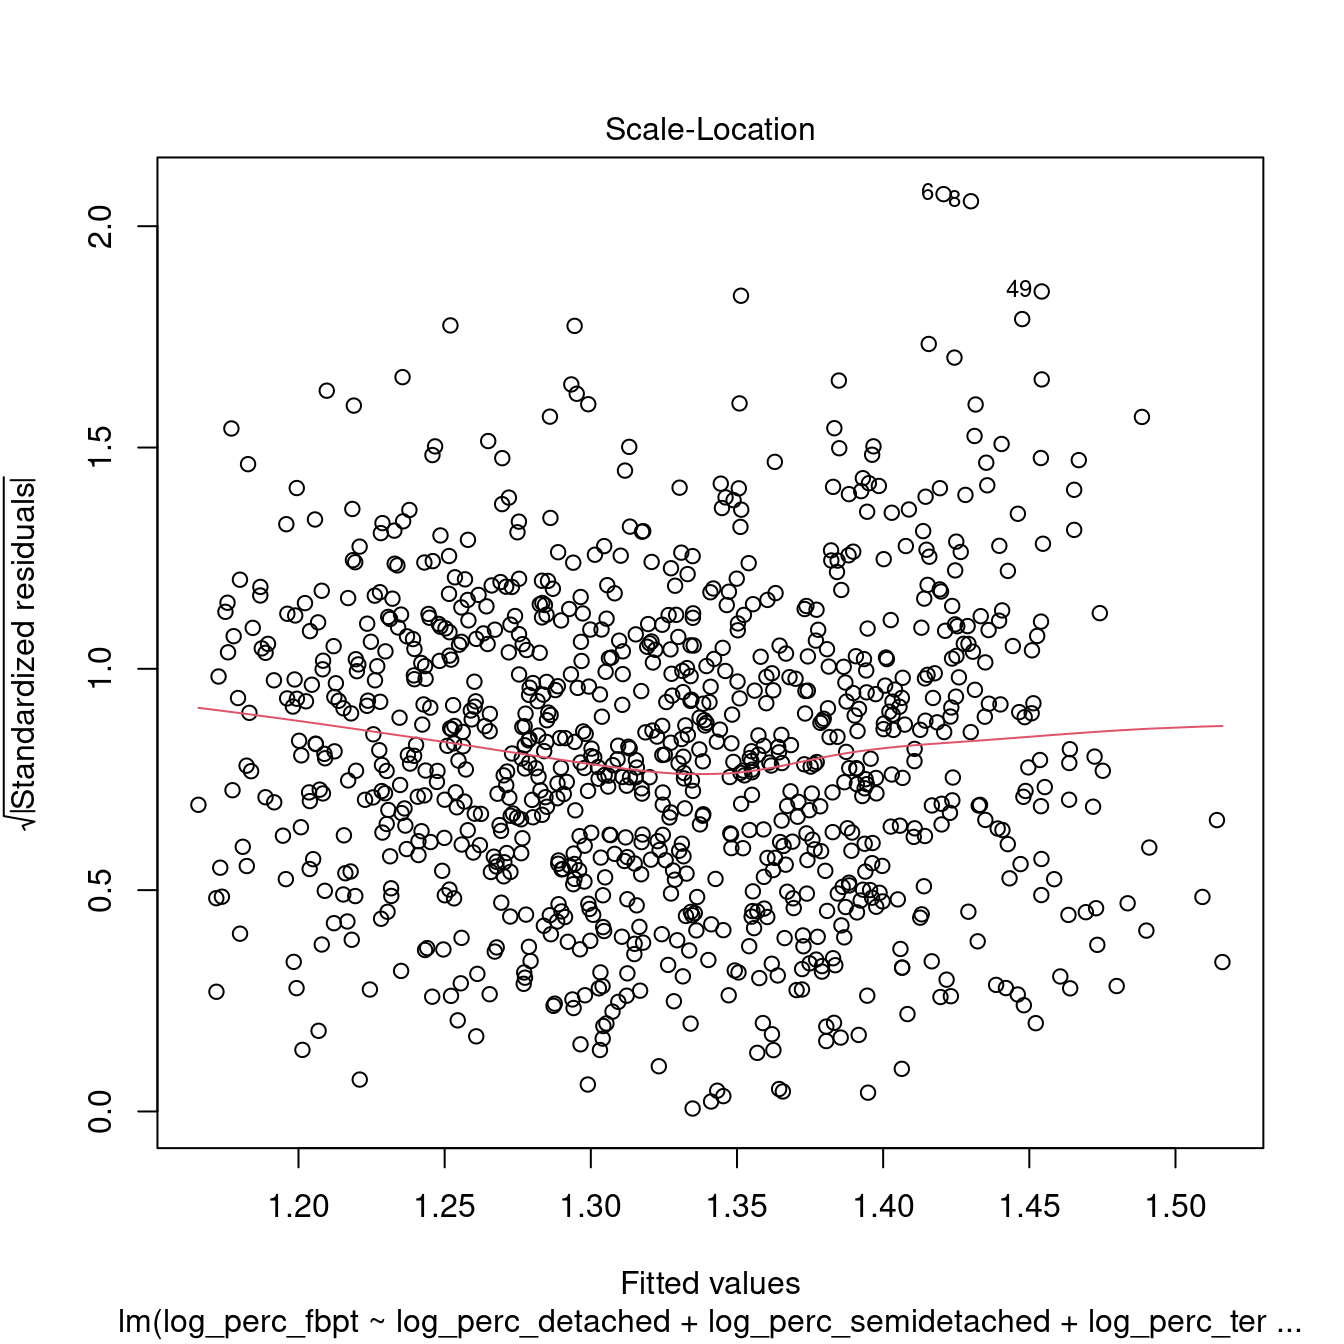 Scale-Location
6
8
49
2.0
1.5
1.0
0.5
0.0
√|Standardized residuals|
1.20 1.25 1.30 1.35 1.40 1.45 1.50
Fitted values
lm(log_perc_fbpt ~ log_perc_detached + log_perc_semidetached + log_perc_ter ...